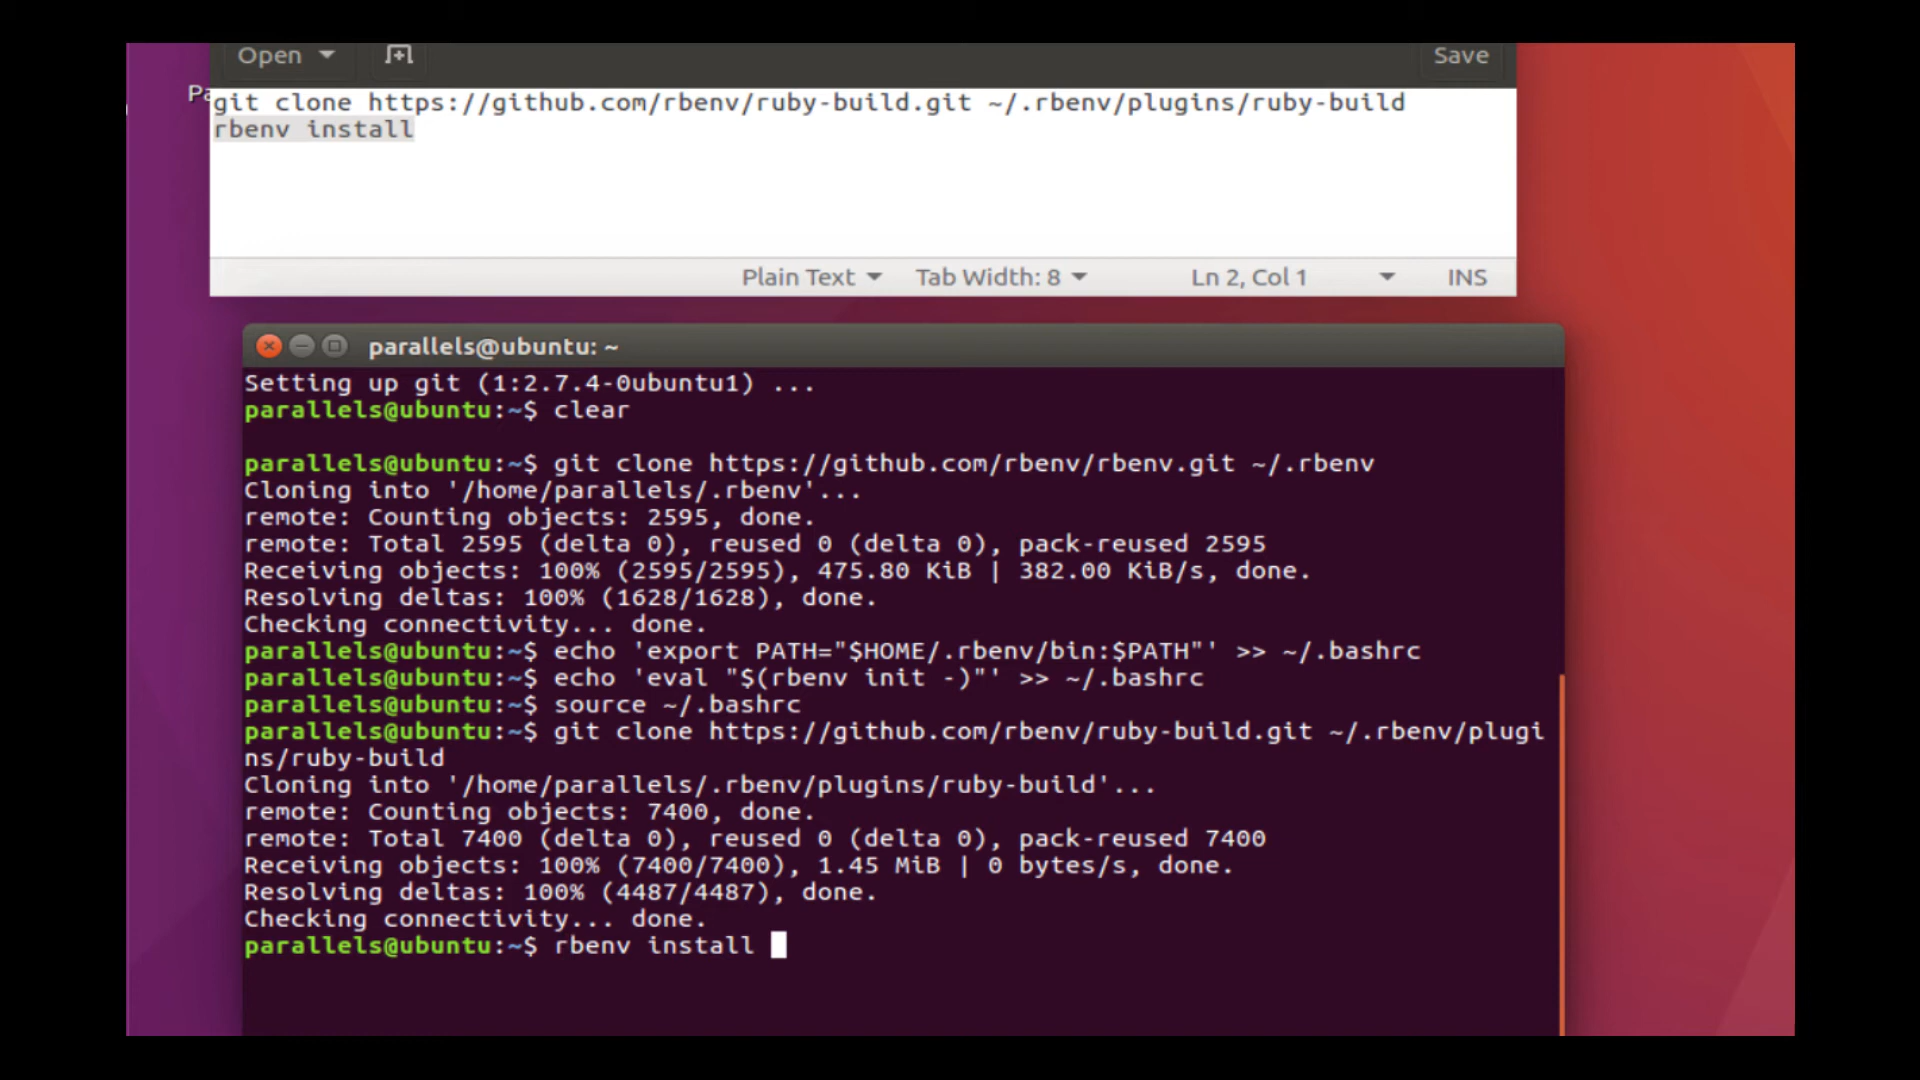 Open
Save
Pa
git clone https://github.com/rbenv/ruby-build.git ~/.rbenv/plugins/ruby-build
rbenv install
Plain Text
Tab Width: 8
Ln 2, Col 1
INS
parallels@ubuntu: ~
Setting up git (1:2.7.4-0ubuntu1) ...
parallels@ubuntu:~$ clear
parallels@ubuntu:~$ git clone https://github.com/rbenv/rbenv.git ~/.rbenv
Cloning into '/home/parallels/.rbenv'...
remote: Counting objects: 2595, done.
remote: Total 2595 (delta 0), reused 0 (delta 0), pack-reused 2595
Receiving objects: 100% (2595/2595), 475.80 KiB | 382.00 KiB/s, done.
Resolving deltas: 100% (1628/1628), done.
Checking connectivity... done.
parallels@ubuntu:~$ echo 'export PATH="$HOME/.rbenv/bin:$PATH"' >> ~/.bashrc
parallels@ubuntu:~$ echo 'eval "$(rbenv init -)"' >> ~/.bashrc
parallels@ubuntu:~$ source ~/.bashrc
parallels@ubuntu:~$ git clone https://github.com/rbenv/ruby-build.git ~/.rbenv/plugi
ns/ruby-build
Cloning into '/home/parallels/.rbenv/plugins/ruby-build'...
remote: Counting objects: 7400, done.
remote: Total 7400 (delta 0), reused 0 (delta 0), pack-reused 7400
Receiving objects: 100% (7400/7400), 1.45 MiB | 0 bytes/s, done.
Resolving deltas: 100% (4487/4487), done.
Checking connectivity... done.
parallels@ubuntu:~$ rbenv install